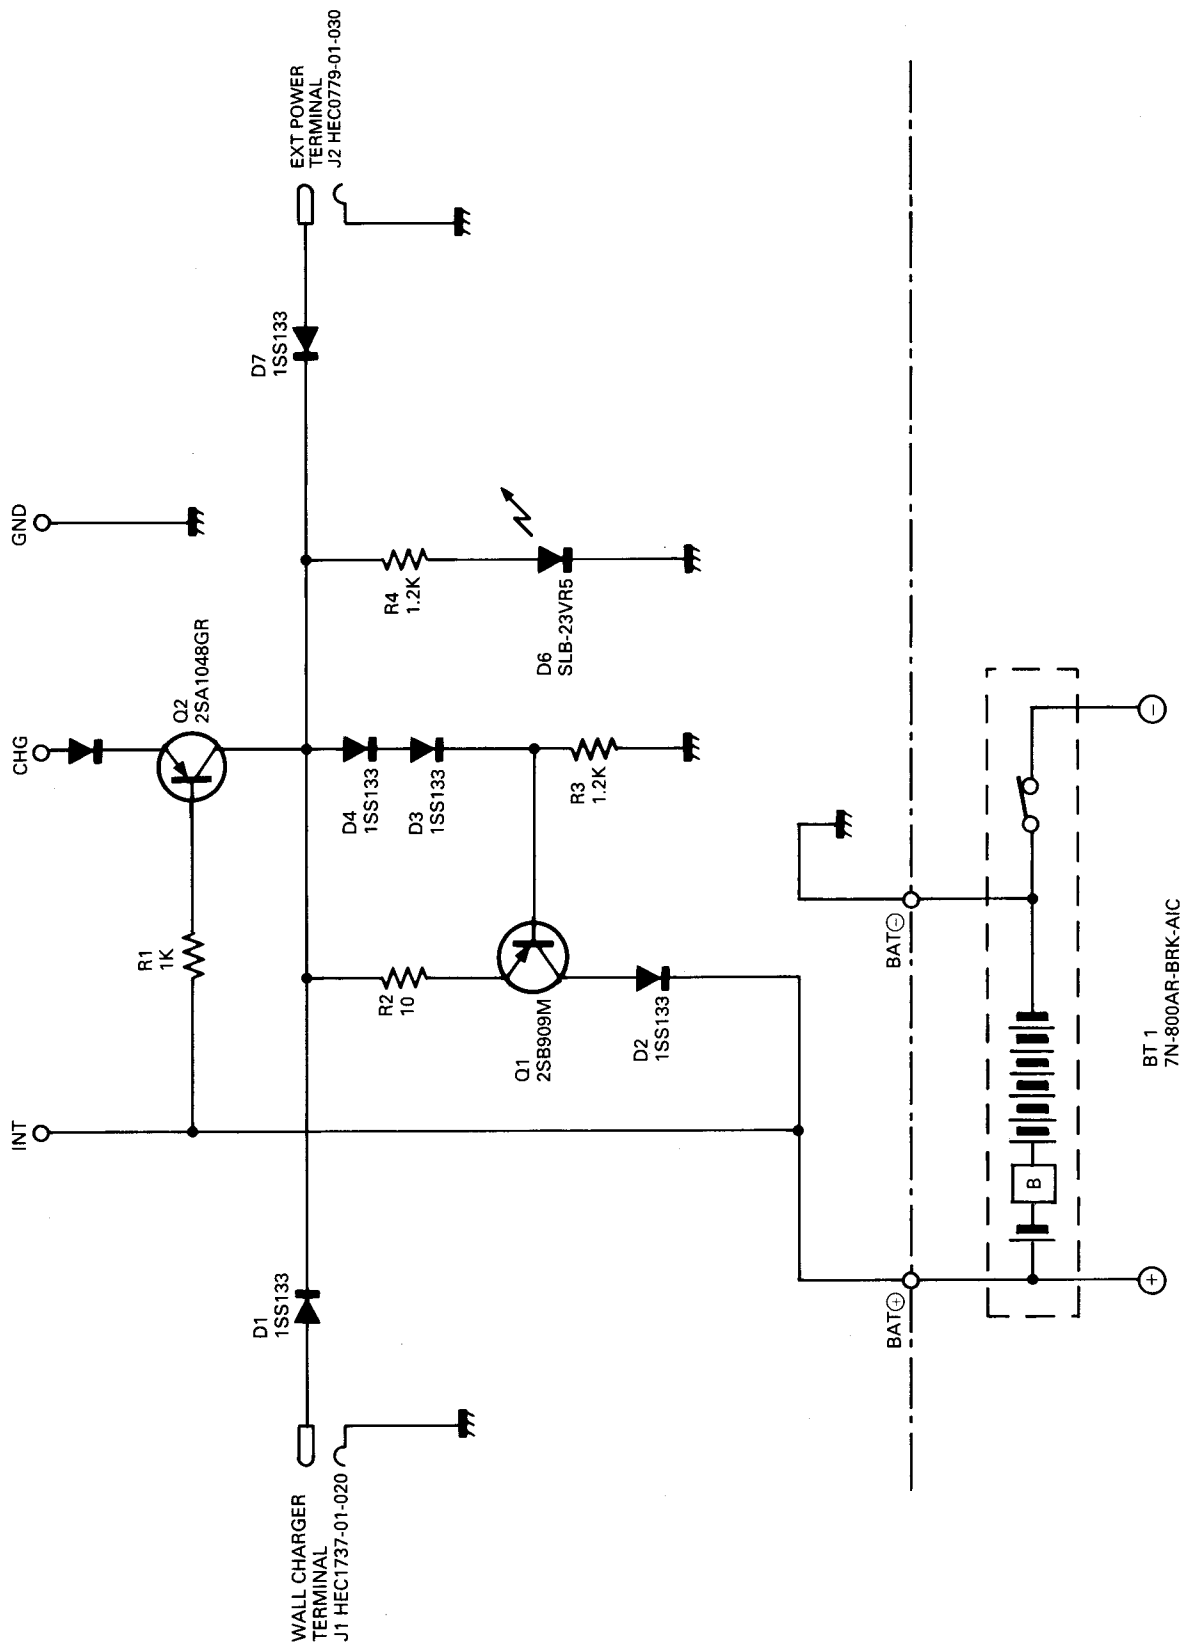 WALL CHARGER
TERMINAL
J1 HEC1737-01-020
D1
1SS133
INT
R1
1K
CHG
Q2
2SA1048GR
GND
D7
1SS133
EXT POWER
TERMINAL
J2 HEC0779-01-030
R2
10
Q1
2SB909M
D2
1SS133
D4
1SS133
D3
1SS133
R3
1.2K
R4
1.2K
D6
SLB-23VR5
BAT⊕
BAT⊖
B
+
−
BT 1
7N-800AR-BRK-AIC